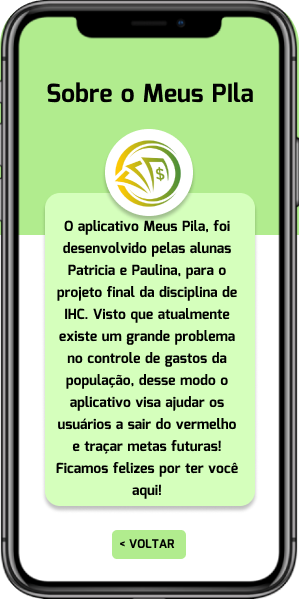 Sobre o Meus PIla
$
O aplicativo Meus Pila, foi
desenvolvido pelas alunas
Patricia e Paulina, para o
projeto final da disciplina de
IHC. Visto que atualmente
existe um grande problema
no controle de gastos da
população, desse modo o
aplicativo visa ajudar os
usuários a sair do vermelho
e traçar metas futuras!
Ficamos felizes por ter você
aqui!
< VOLTAR